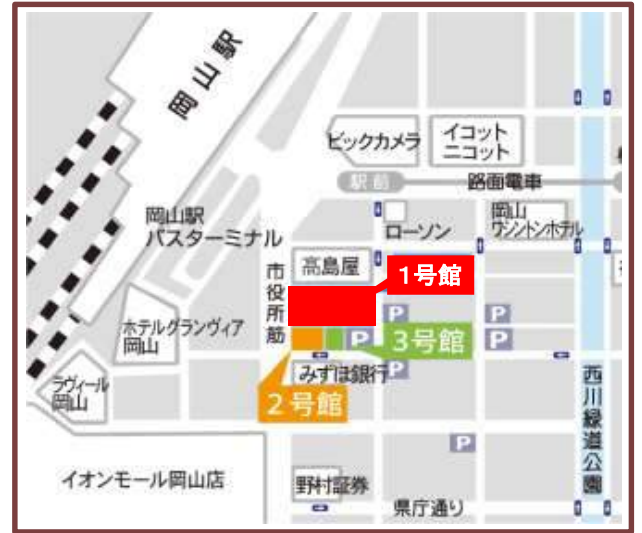 岡山駅
ビックカメラ
イコット
ニコット
駅前
路面電車
岡山駅
バスターミナル
ローソン
岡山
ワシントンホテル
市役所筋
髙島屋
1号館
P
P
ホテルグランヴィア
岡山
P
3号館
P
ラヴィール
岡山
みずほ銀行
P
2号館
西川緑道公園
P
イオンモール岡山店
野村証券
県庁通り